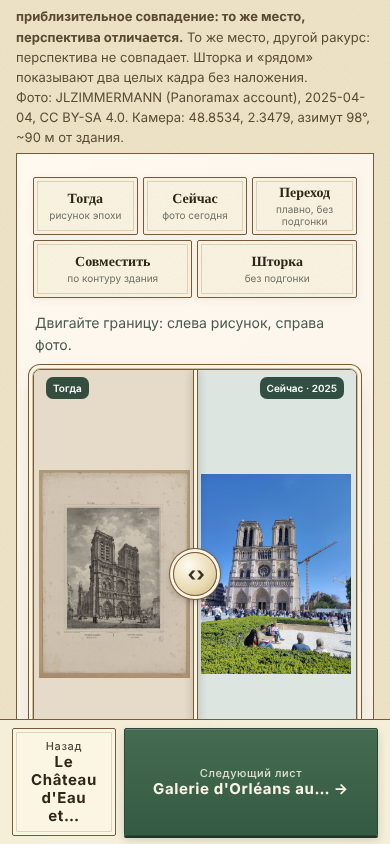 приблизительное совпадение: то же место,
перспектива отличается. То же место, другой ракурс:
перспектива не совпадает. Шторка и «рядом»
показывают два целых кадра без наложения.
Фото: JLZIMMERMANN (Panoramax account), 2025-04-
04, CC BY-SA 4.0. Камера: 48.8534, 2.3479, азимут 98°,
~90 м от здания.
Тогда
рисунок эпохи
Сейчас
фото сегодня
Переход
плавно, без
подгонки
Совместить
по контуру здания
Шторка
без подгонки
Двигайте границу: слева рисунок, справа
фото.
Тогда
Сейчас · 2025
Назад
Le
Château
d'Eau
et…
Следующий лист
Galerie d'Orléans au… →